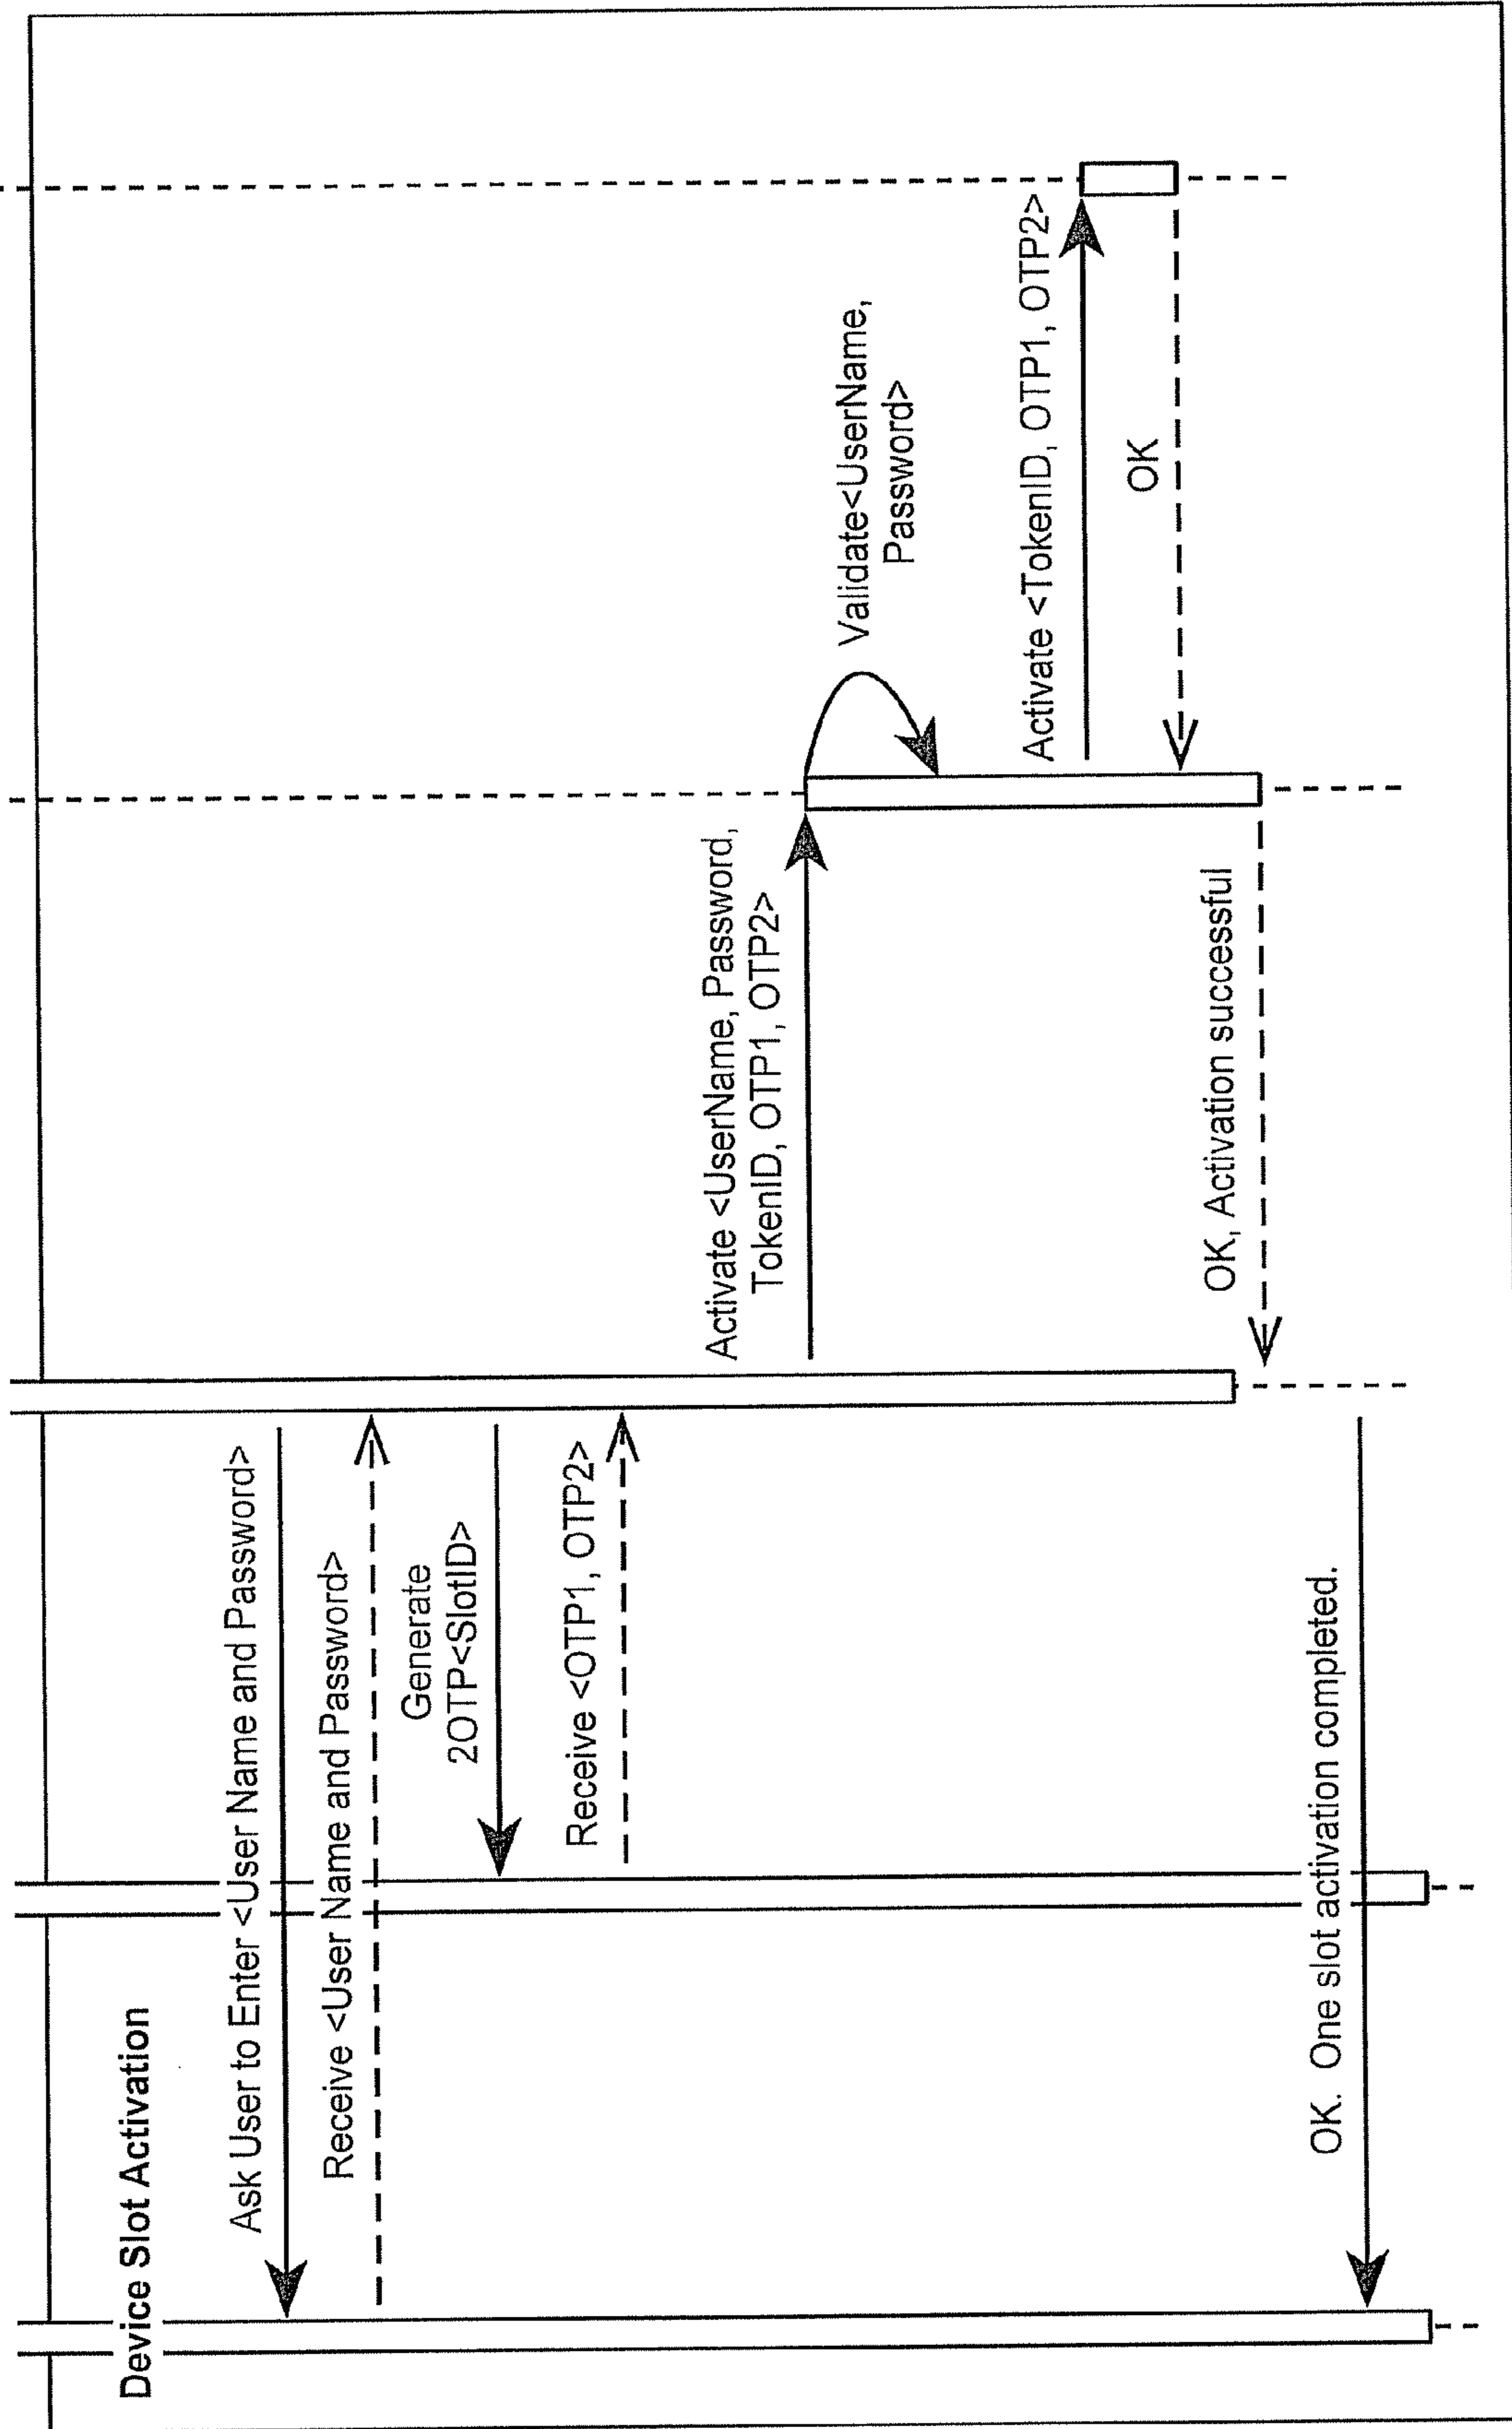 Device Slot Activation
Ask User to Enter <User Name and Password>
Receive <User Name and Password>
Generate
2OTP<SlotID>
Receive <OTP1, OTP2>
Activate <UserName, Password,
TokenID, OTP1, OTP2>
Validate<UserName,
Password>
Activate <TokenID, OTP1, OTP2>
OK
OK, Activation successful
OK. One slot activation completed.